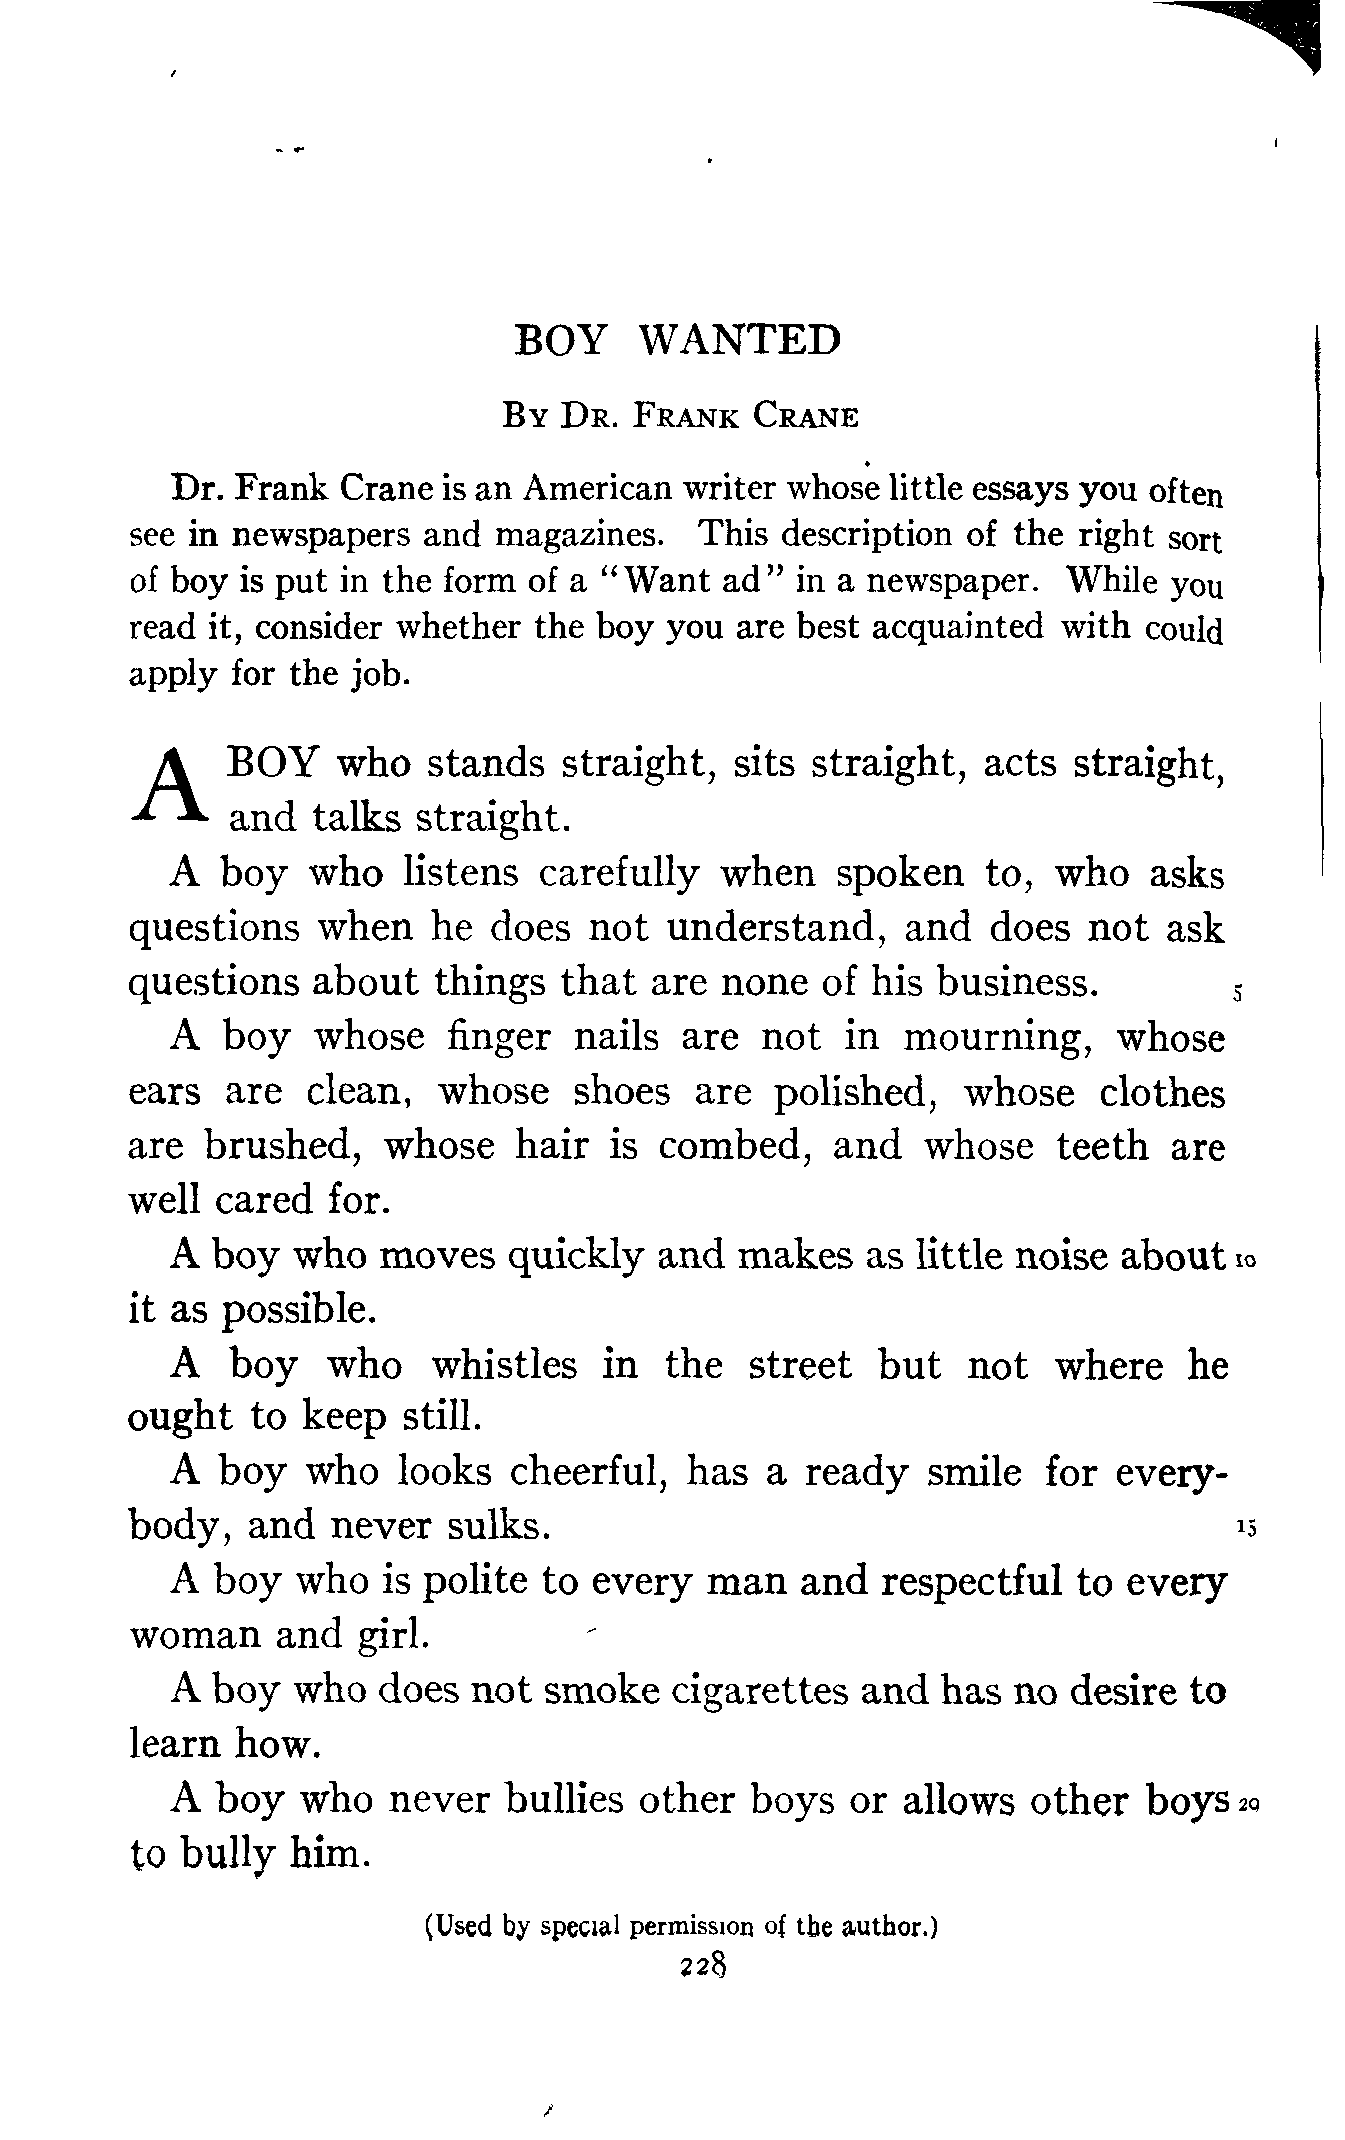 BOY WANTED
By Dr. Frank Crane
Dr. Frank Crane is an American writer whose little essays you often
see in newspapers and magazines. This description of the right sort
of boy is put in the form of a "Want ad" in a newspaper. While you
read it, consider whether the boy you are best acquainted with could
apply for the job.
A BOY who stands straight, sits straight, acts straight,
and talks straight.
A boy who listens carefully when spoken to, who asks
questions when he does not understand, and does not ask
questions about things that are none of his business. 5
A boy whose finger nails are not in mourning, whose
ears are clean, whose shoes are polished, whose clothes
are brushed, whose hair is combed, and whose teeth are
well cared for.
A boy who moves quickly and makes as little noise about 10
it as possible.
A boy who whistles in the street but not where he
ought to keep still.
A boy who looks cheerful, has a ready smile for every-
body, and never sulks. 15
A boy who is polite to every man and respectful to every
woman and girl.
A boy who does not smoke cigarettes and has no desire to
learn how.
A boy who never bullies other boys or allows other boys 20
to bully him.
(Used by special permission of the author.)
228